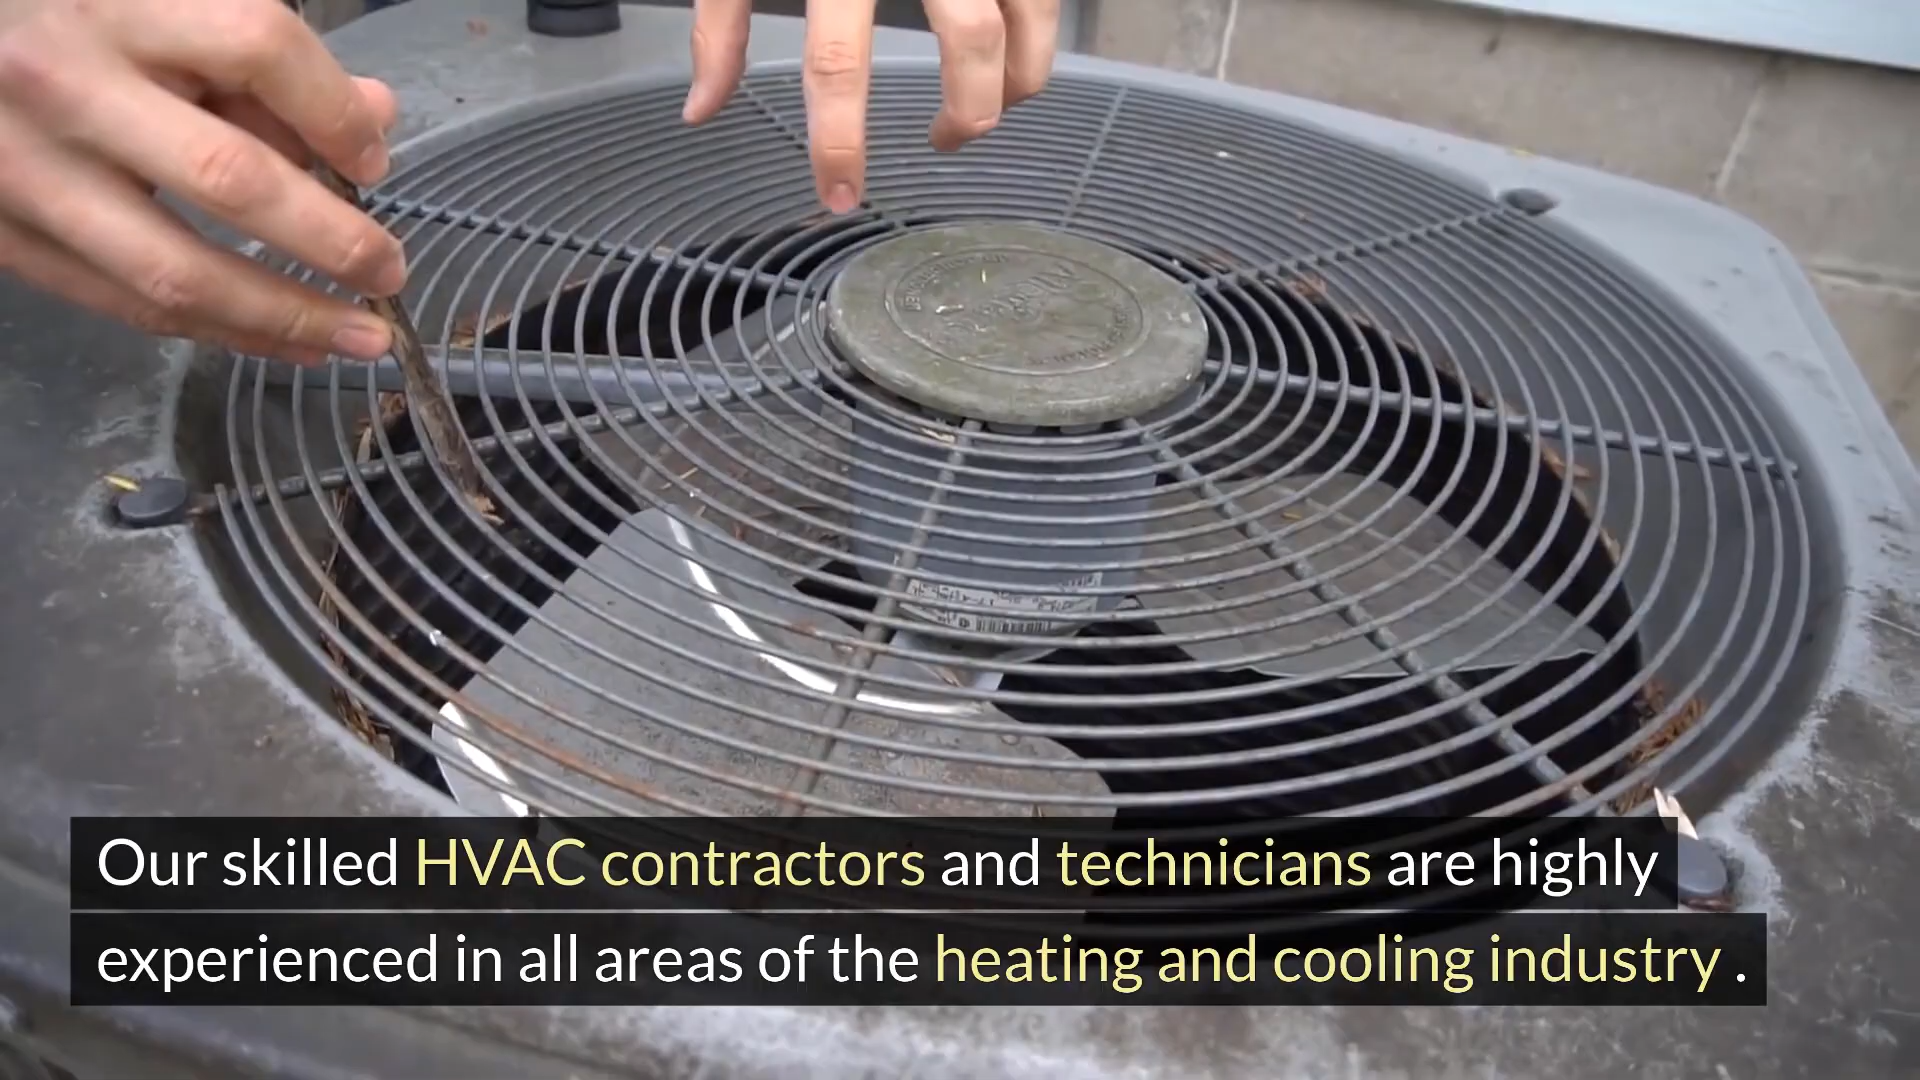 Our skilled HVAC contractors and technicians are highly
experienced in all areas of the heating and cooling industry .